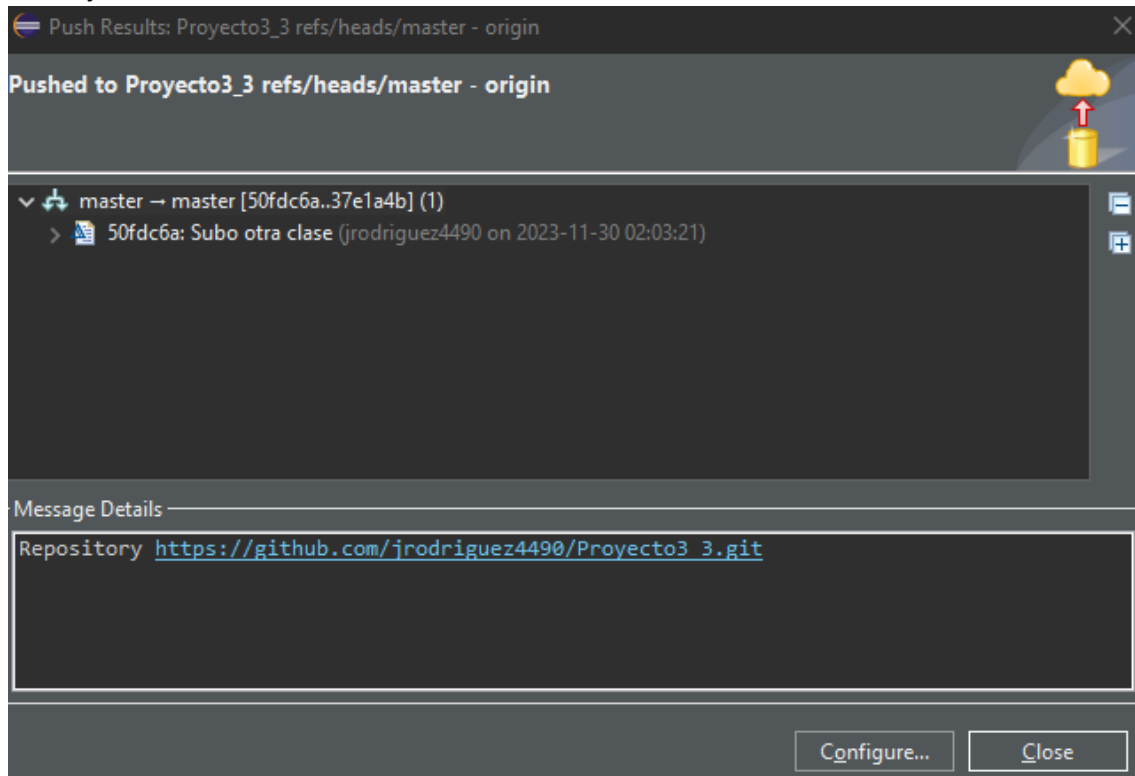 Push Results: Proyecto3_3 refs/heads/master - origin
Pushed to Proyecto3_3 refs/heads/master - origin
master → master [50fdc6a..37e1a4b] (1)
50fdc6a: Subo otra clase (jrodriguez4490 on 2023-11-30 02:03:21)
Message Details
Repository https://github.com/jrodriguez4490/Proyecto3_3.git
Configure...
Close